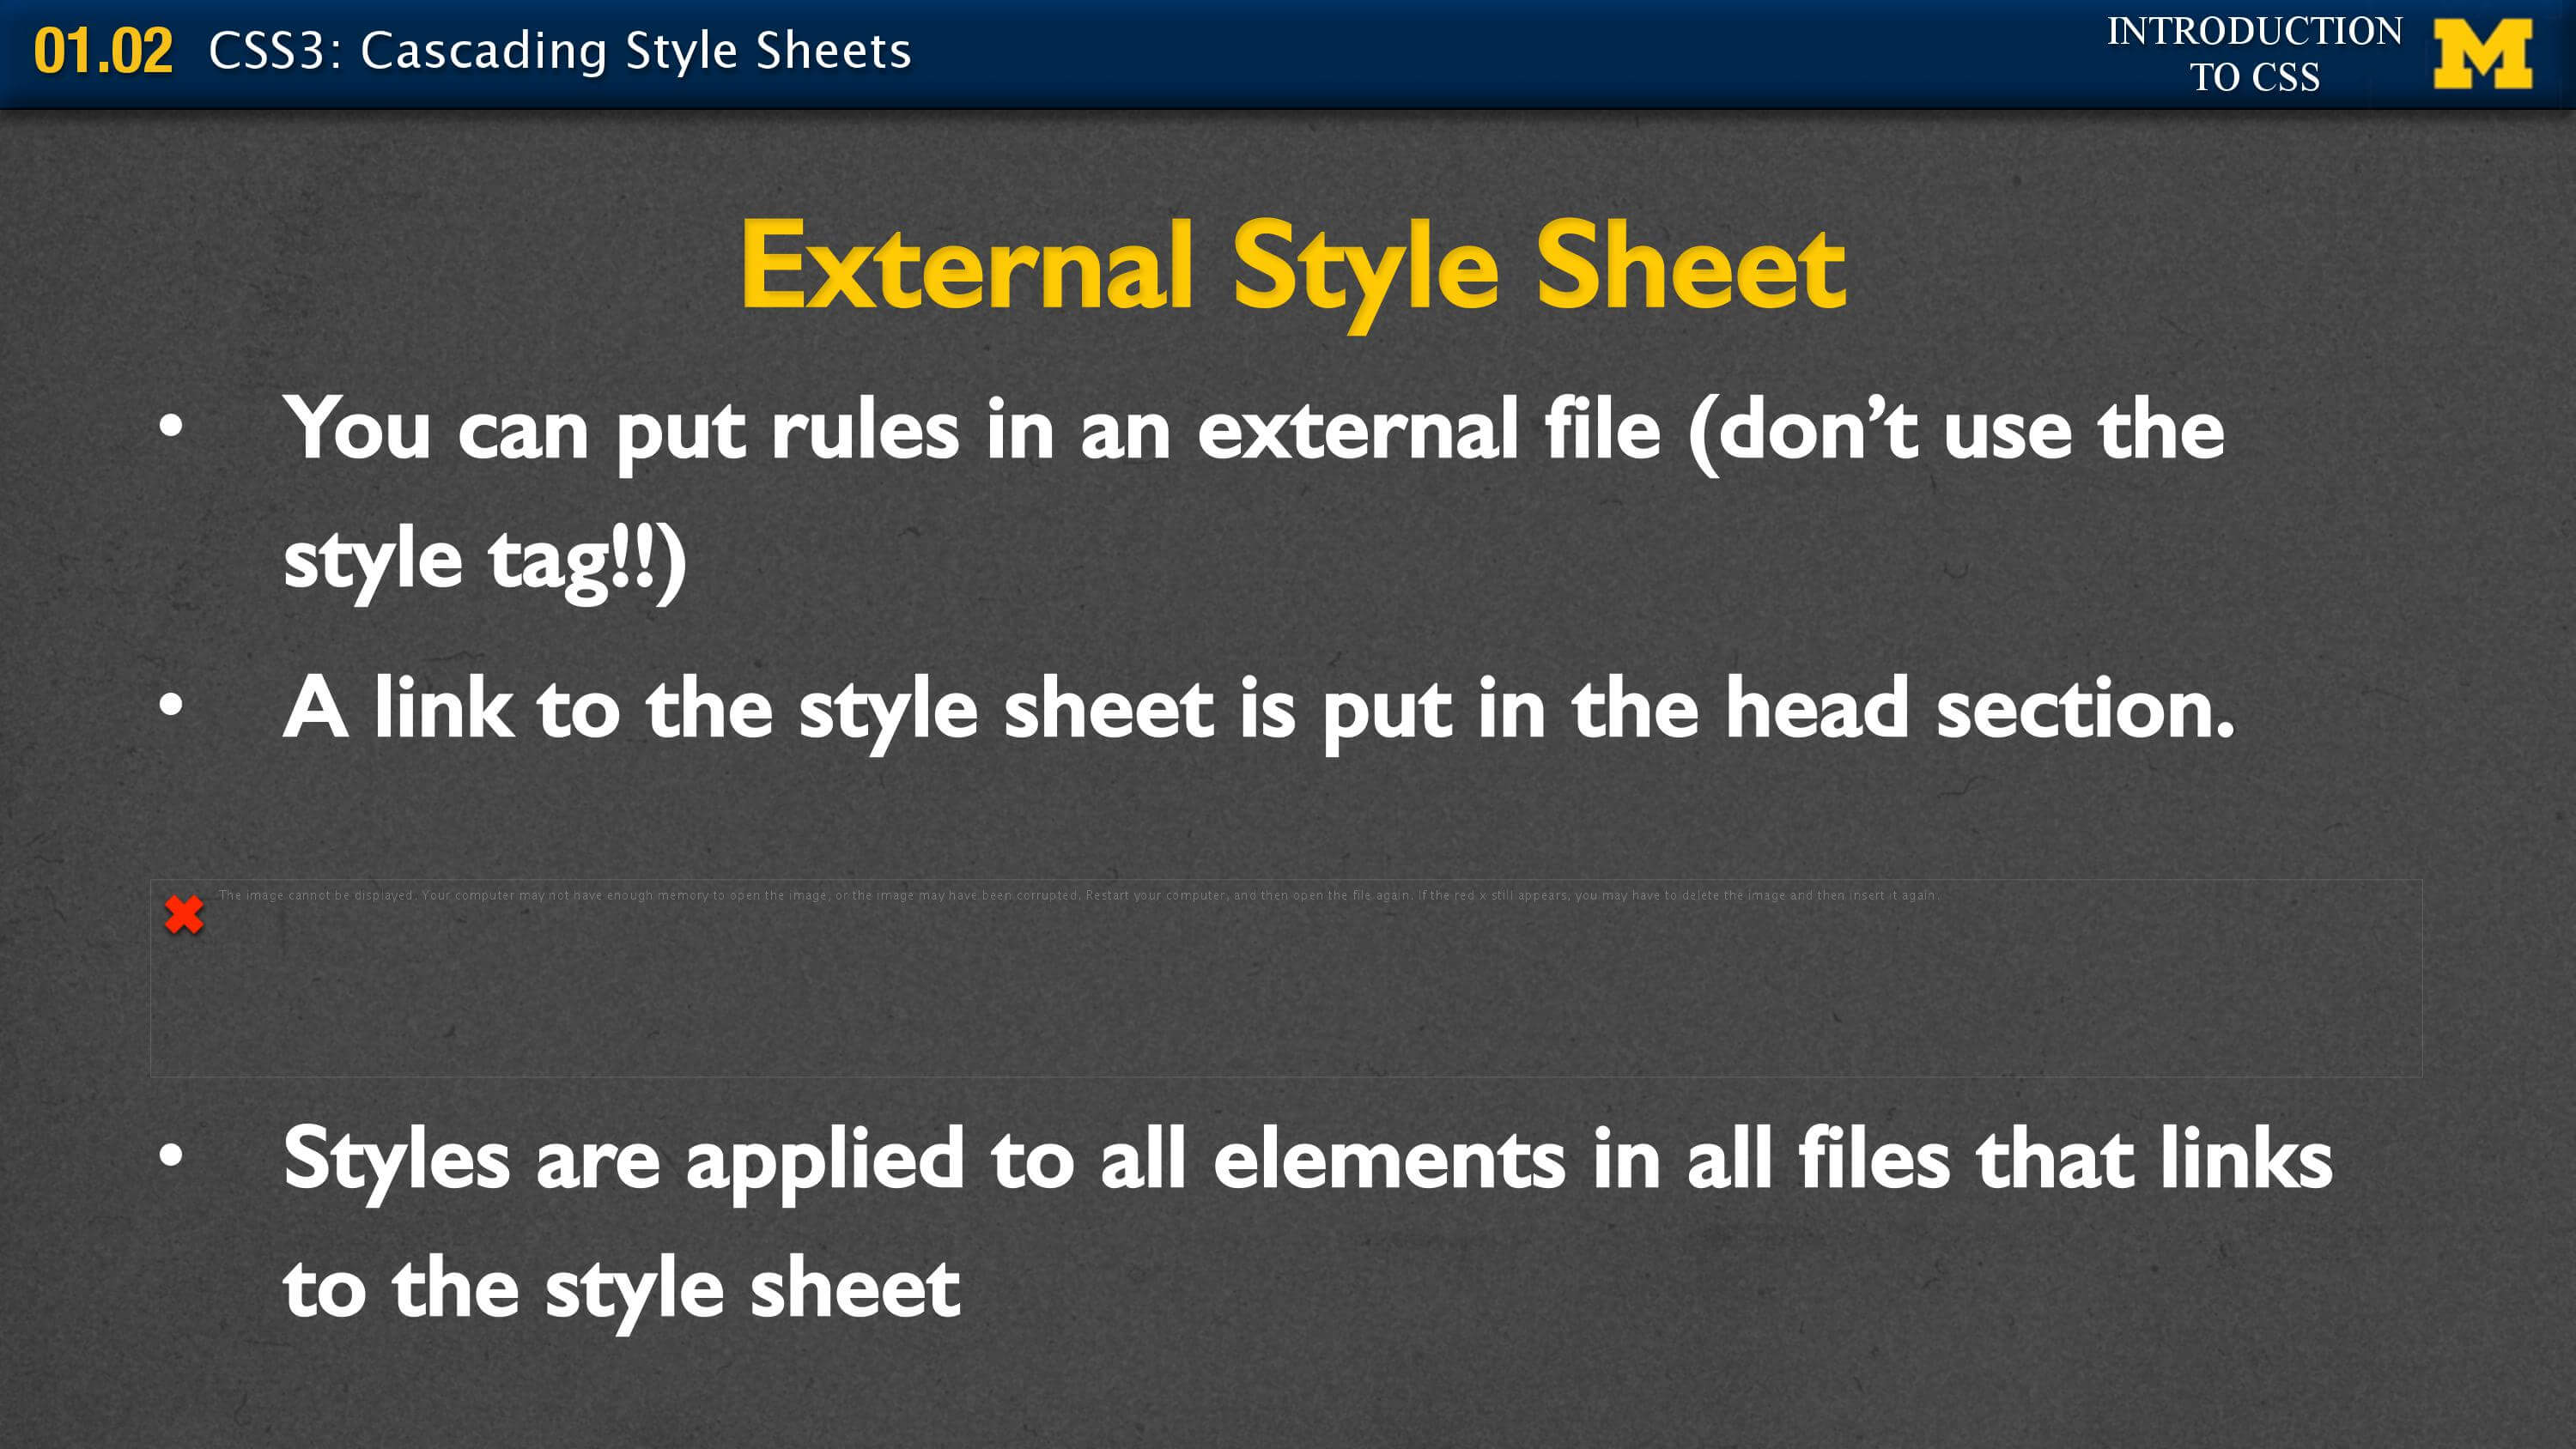 01.02 CSS3: Cascading Style Sheets
INTRODUCTION
TO CSS
M
External Style Sheet
• You can put rules in an external file (don’t use the
style tag!!)
• A link to the style sheet is put in the head section.
The image cannot be displayed. Your computer may not have enough memory to open the image, or the image may have been corrupted. Restart your computer, and then open the file again. If the red x still appears, you may have to delete the image and then insert it again.
• Styles are applied to all elements in all files that links
to the style sheet